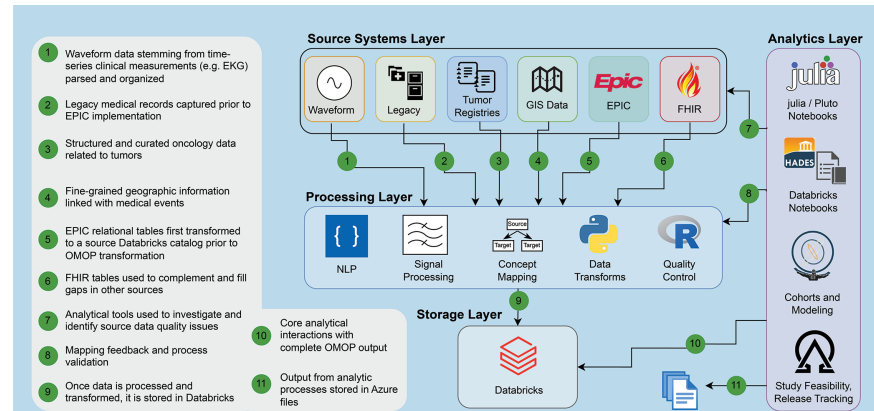 1
Waveform data stemming from time-
series clinical measurements (e.g. EKG)
parsed and organized
2
Legacy medical records captured prior to
EPIC implementation
3
Structured and curated oncology data
related to tumors
4
Fine-grained geographic information
linked with medical events
5
EPIC relational tables first transformed
to a source Databricks catalog prior to
OMOP transformation
6
FHIR tables used to complement and fill
gaps in other sources
7
Analytical tools used to investigate and
identify source data quality issues
8
Mapping feedback and process
validation
9
Once data is processed and
transformed, it is stored in Databricks
10
Core analytical
interactions with
complete OMOP output
11
Output from analytic
processes stored in Azure
files
Source Systems Layer
Waveform
Legacy
Tumor
Registries
GIS Data
Epic
EPIC
FHIR
1
2
3
4
5
6
Processing Layer
{ }
NLP
Signal
Processing
Source
Target
Target
Concept
Mapping
Data
Transforms
R
Quality
Control
9
Storage Layer
Databricks
Analytics Layer
julia
julia / Pluto
Notebooks
7
HADES
Databricks
Notebooks
8
Cohorts and
Modeling
10
Study Feasibility,
Release Tracking
11